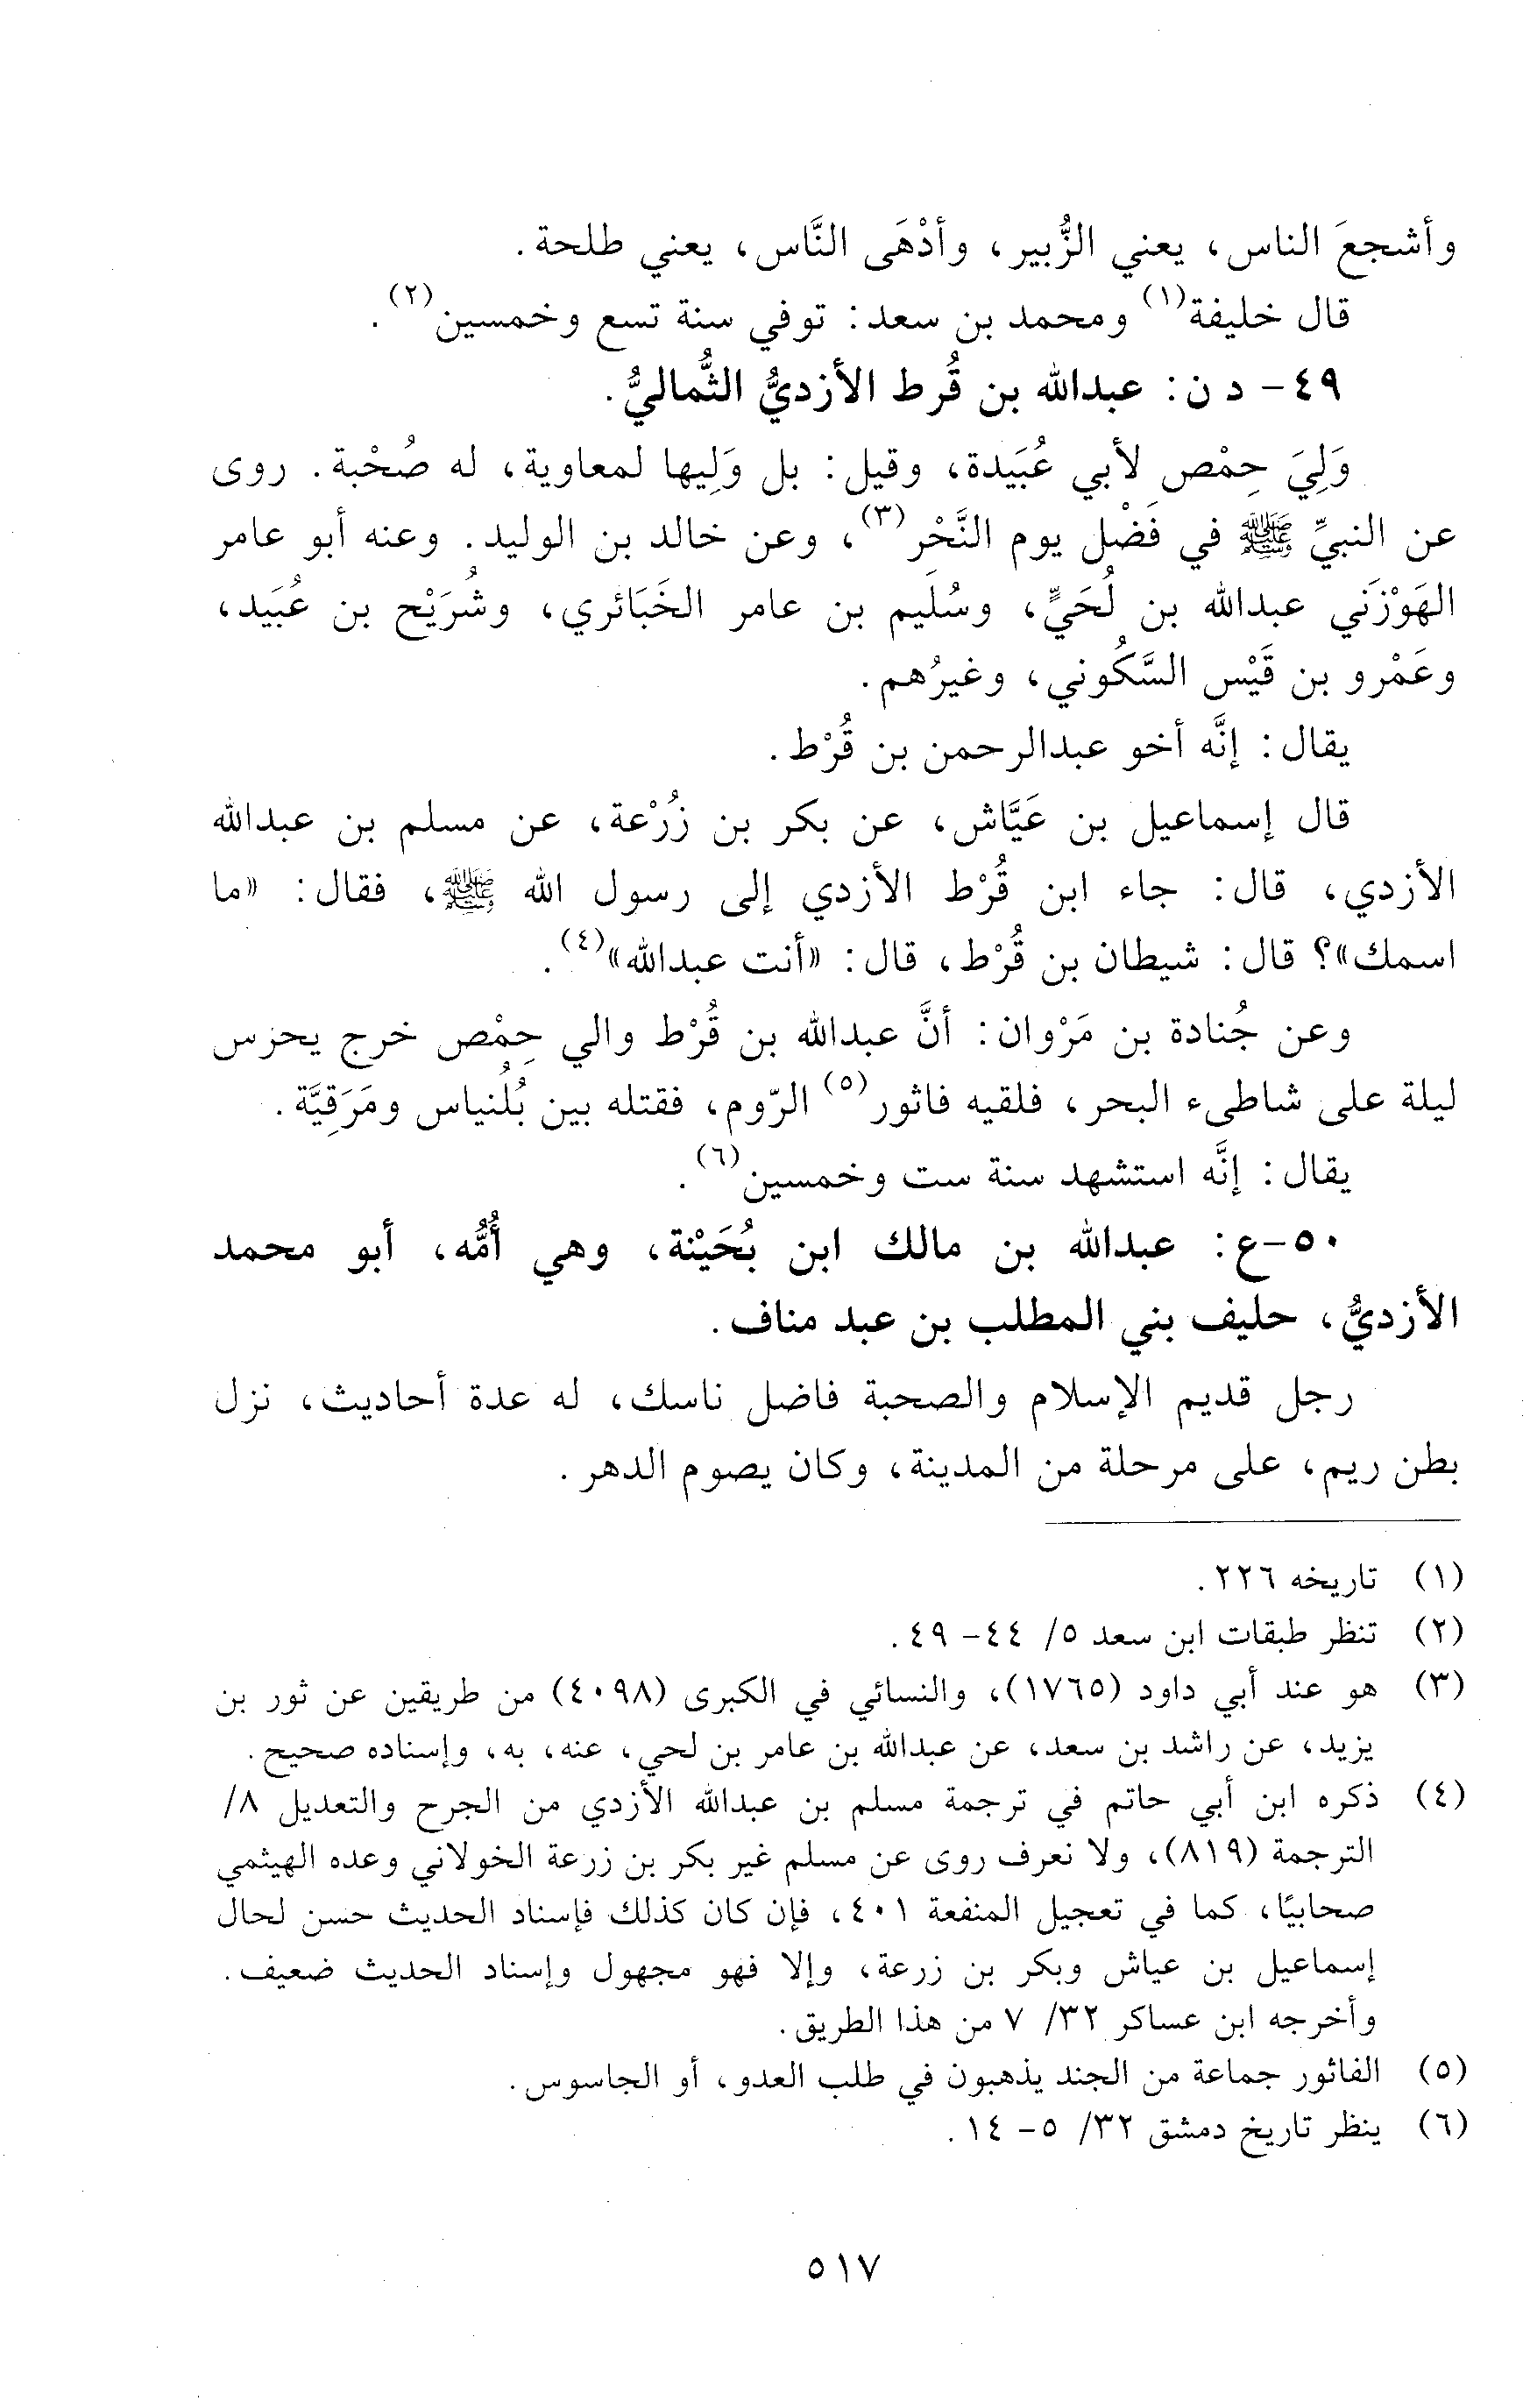 وأشجعَ الناس، يعني الزُّبير، وأدْهَى النَّاس، يعني طلحة.
قال خليفة(١) ومحمد بن سعد: توفي سنة تسع وخمسين(٢).
٤٩- د ن: عبدالله بن قُرط الأزديُّ الثُّماليُّ.
وَلِيَ حِمْص لأبي عُبَيدة، وقيل: بل وَلِيها لمعاوية، له صُحْبة. روى
عن النبيِّ ﷺ في فَضْل يوم النَّحْر(٣)، وعن خالد بن الوليد. وعنه أبو عامر
الهَوْزَني عبدالله بن لُحَيٍّ، وسُلَيم بن عامر الخَبَائري، وشُرَيْح بن عُبَيد،
وعَمْرو بن قَيْس السَّكُوني، وغيرُهم.
يقال: إنَّه أخو عبدالرحمن بن قُرْط.
قال إسماعيل بن عَيَّاش، عن بكر بن زُرْعة، عن مسلم بن عبدالله
الأزدي، قال: جاء ابن قُرْط الأزدي إلى رسول الله ﷺ، فقال: «ما
اسمك»؟ قال: شيطان بن قُرْط، قال: «أنت عبدالله»(٤).
وعن جُنادة بن مَرْوان: أنَّ عبدالله بن قُرْط والي حِمْص خرج يحرس
ليلة على شاطىء البحر، فلقيه فاثور(٥) الرّوم، فقتله بين بُلُنياس ومَرَقِيَّة.
يقال: إنَّه استشهد سنة ست وخمسين(٦).
٥٠-ع: عبدالله بن مالك ابن بُحَيْنة، وهي أُمُّه، أبو محمد
الأزديُّ، حليف بني المطلب بن عبد مناف.
رجل قديم الإسلام والصحبة فاضل ناسك، له عدة أحاديث، نزل
بطن ريم، على مرحلة من المدينة، وكان يصوم الدهر.
(١) تاريخه ٢٢٦.
(٢) تنظر طبقات ابن سعد ٥/ ٤٤- ٤٩.
(٣) هو عند أبي داود (١٧٦٥)، والنسائي في الكبرى (٤٠٩٨) من طريقين عن ثور بن
يزيد، عن راشد بن سعد، عن عبدالله بن عامر بن لحي، عنه، به، وإسناده صحيح.
(٤) ذكره ابن أبي حاتم في ترجمة مسلم بن عبدالله الأزدي من الجرح والتعديل ٨/
الترجمة (٨١٩)، ولا نعرف روى عن مسلم غير بكر بن زرعة الخولاني وعده الهيثمي
صحابيًا، كما في تعجيل المنفعة ٤٠١، فإن كان كذلك فإسناد الحديث حسن لحال
إسماعيل بن عياش وبكر بن زرعة، وإلا فهو مجهول وإسناد الحديث ضعيف.
وأخرجه ابن عساكر ٣٢/ ٧ من هذا الطريق.
(٥) الفاثور جماعة من الجند يذهبون في طلب العدو، أو الجاسوس.
(٦) ينظر تاريخ دمشق ٣٢/ ٥- ١٤.
٥١٧